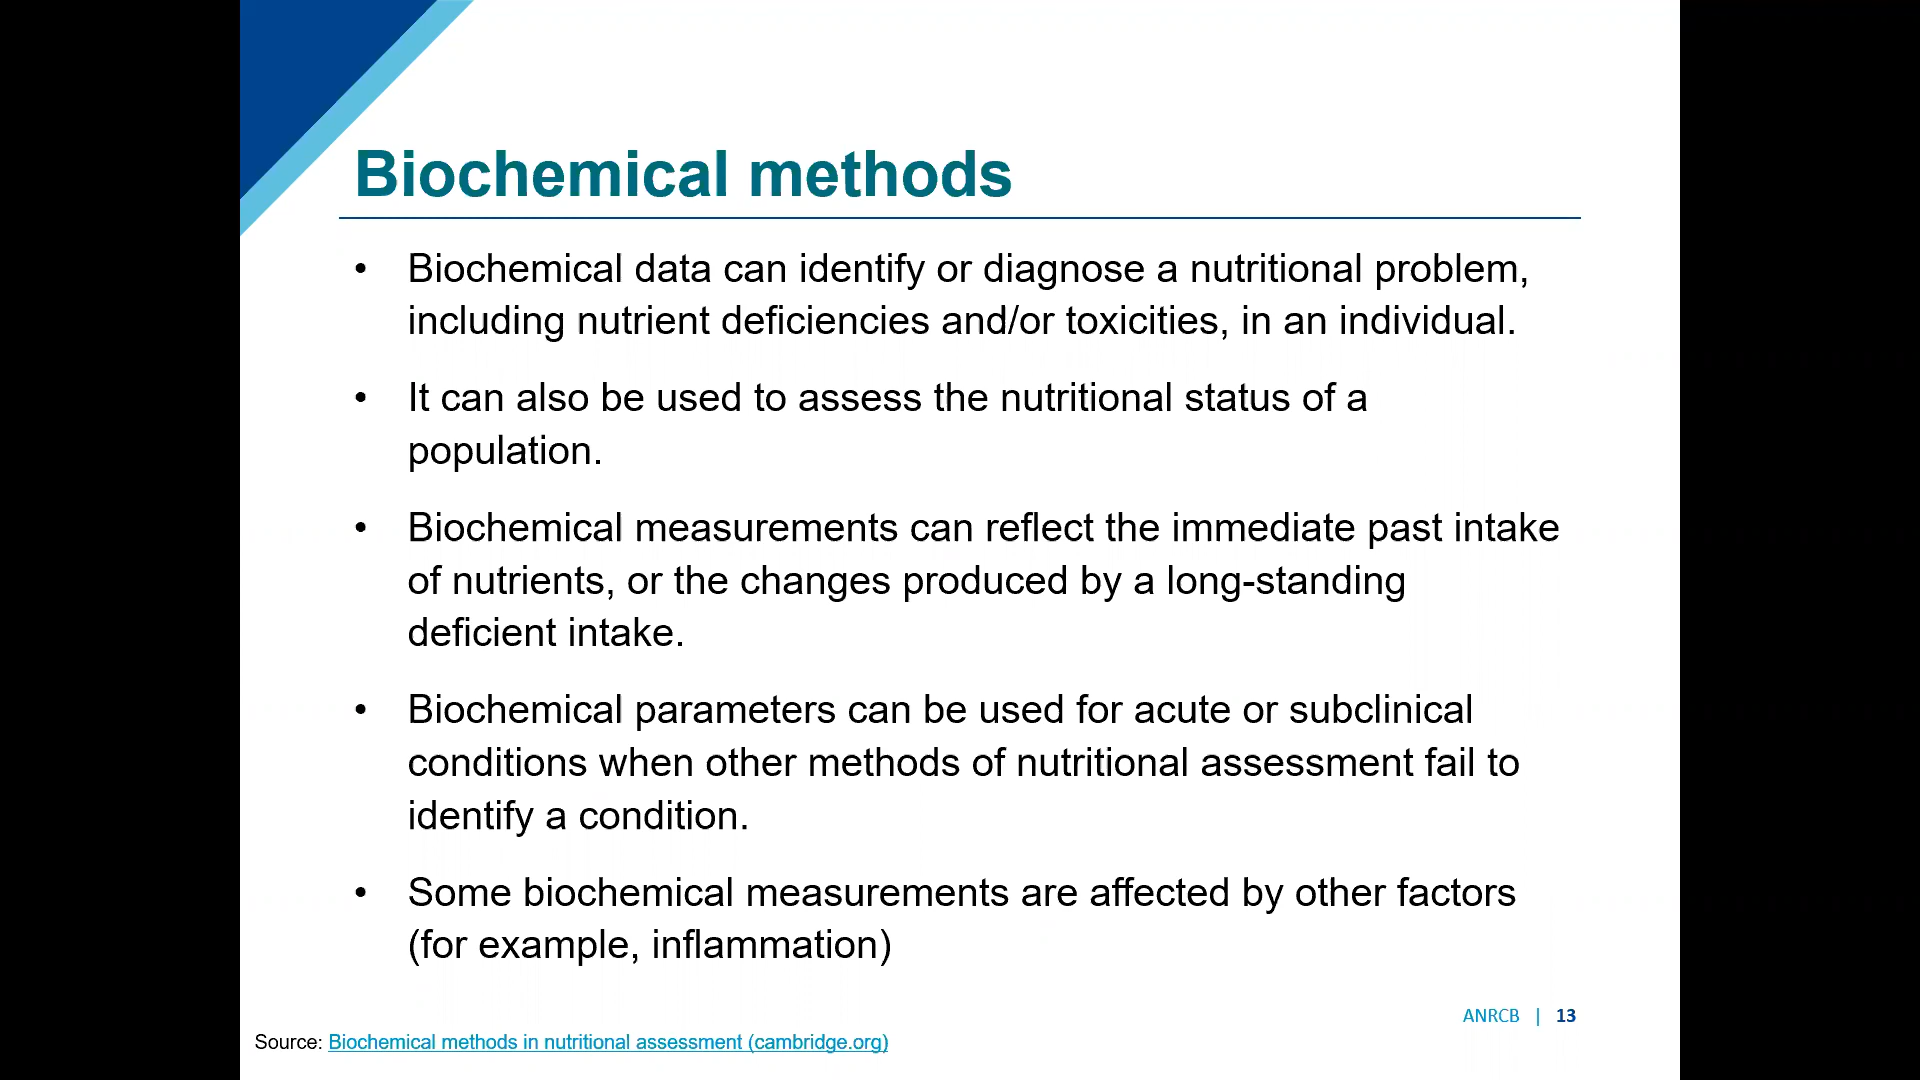 Biochemical methods
• Biochemical data can identify or diagnose a nutritional problem,
including nutrient deficiencies and/or toxicities, in an individual.
• It can also be used to assess the nutritional status of a
population.
• Biochemical measurements can reflect the immediate past intake
of nutrients, or the changes produced by a long-standing
deficient intake.
• Biochemical parameters can be used for acute or subclinical
conditions when other methods of nutritional assessment fail to
identify a condition.
• Some biochemical measurements are affected by other factors
(for example, inflammation)
ANRCB | 13
Source: Biochemical methods in nutritional assessment (cambridge.org)